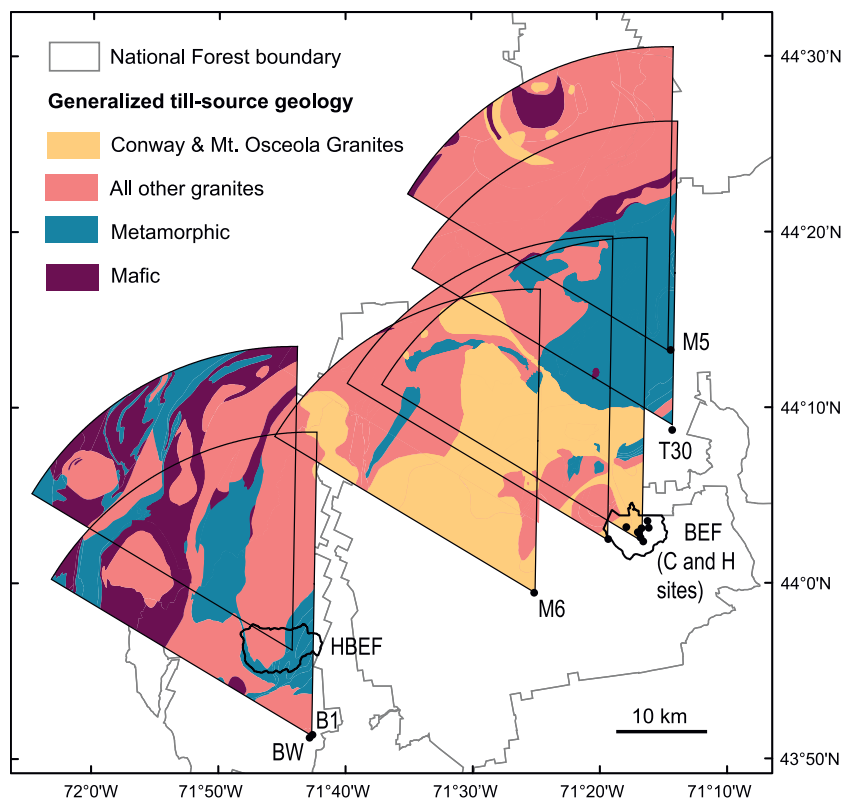 National Forest boundary
Generalized till-source geology
Conway & Mt. Osceola Granites
All other granites
Metamorphic
Mafic
44°30'N
44°20'N
M5
44°10'N
T30
BEF
(C and H
sites)
44°0'N
M6
HBEF
10 km
B1
BW
43°50'N
72°0'W
71°50'W
71°40'W
71°30'W
71°20'W
71°10'W